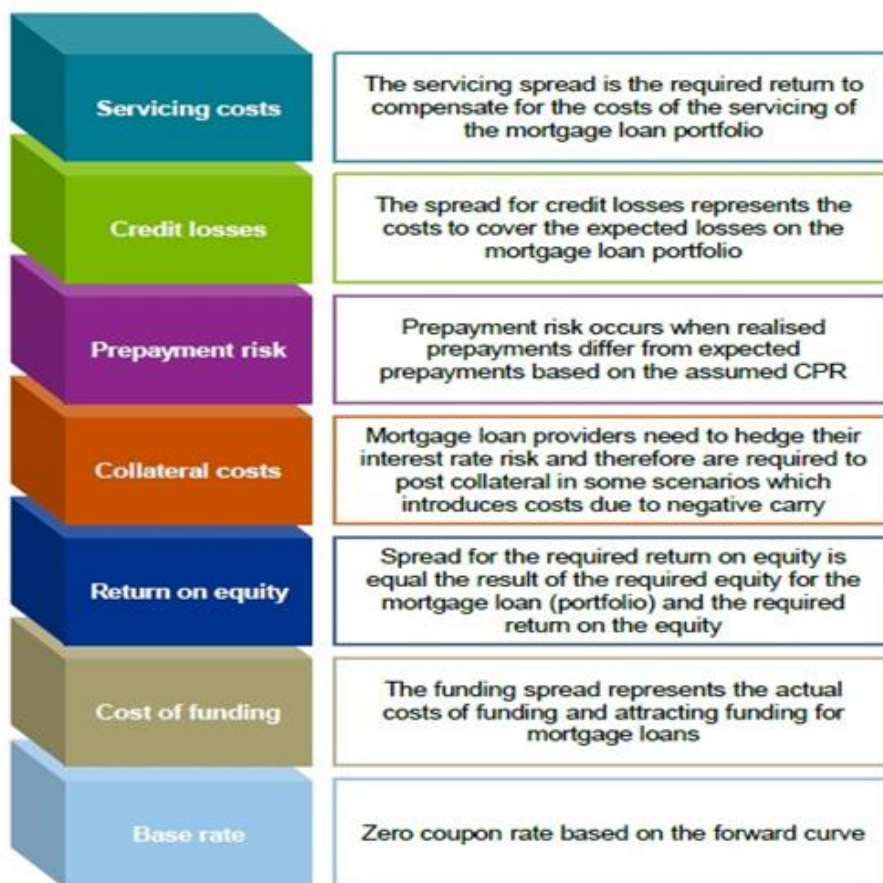 Servicing costs
The servicing spread is the required return to
compensate for the costs of the servicing of
the mortgage loan portfolio
Credit losses
The spread for credit losses represents the
costs to cover the expected losses on the
mortgage loan portfolio
Prepayment risk
Prepayment risk occurs when realised
prepayments differ from expected
prepayments based on the assumed CPR
Collateral costs
Mortgage loan providers need to hedge their
interest rate risk and therefore are required to
post collateral in some scenarios which
introduces costs due to negative carry
Return on equity
Spread for the required return on equity is
equal the result of the required equity for the
mortgage loan (portfolio) and the required
return on the equity
Cost of funding
The funding spread represents the actual
costs of funding and attracting funding for
mortgage loans
Base rate
Zero coupon rate based on the forward curve